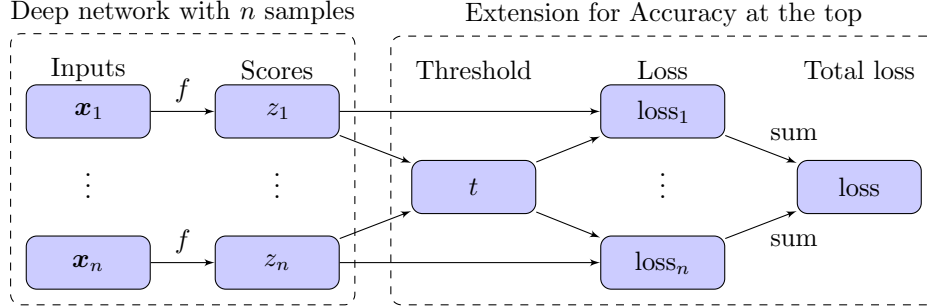 Deep network with n samples
Extension for Accuracy at the top
Inputs
Scores
Threshold
Loss
Total loss
x₁
f
z₁
loss₁
sum
⋮
⋮
t
⋮
loss
xₙ
f
zₙ
lossₙ
sum